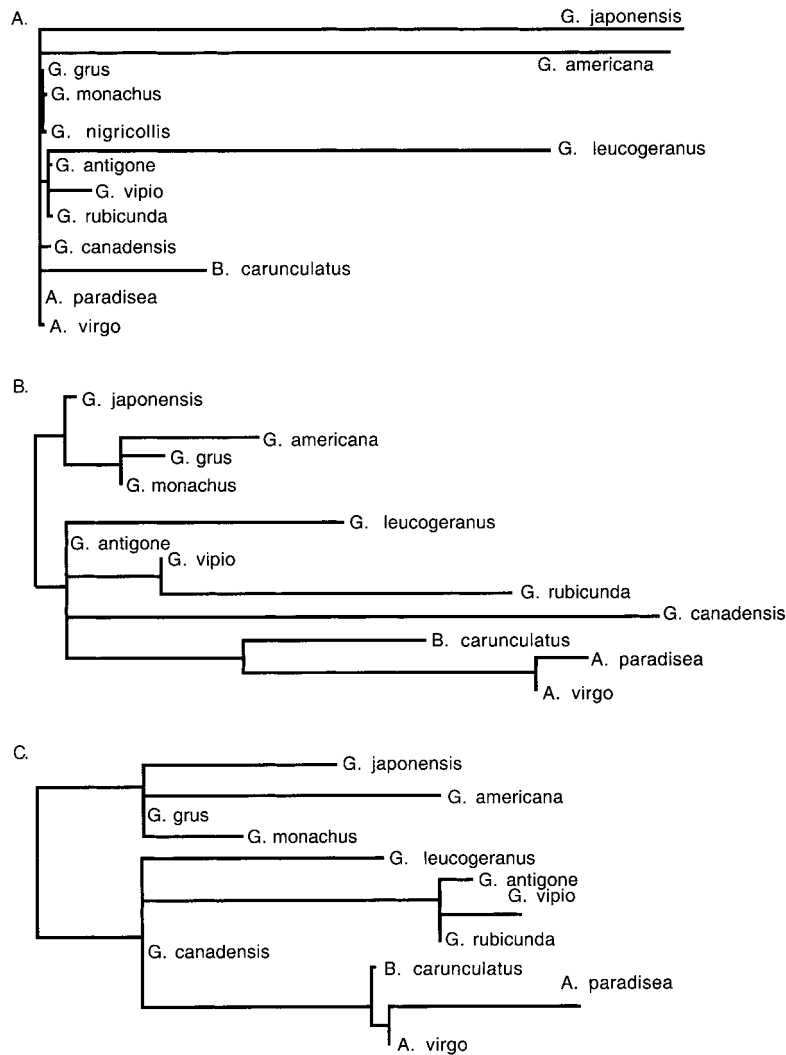 A.
G. japonensis
G. americana
G. grus
G. monachus
G. nigricollis
G. leucogeranus
G. antigone
G. vipio
G. rubicunda
G. canadensis
B. carunculatus
A. paradisea
A. virgo
B.
G. japonensis
G. americana
G. grus
G. monachus
G. leucogeranus
G. antigone
G. vipio
G. rubicunda
G. canadensis
B. carunculatus
A. paradisea
A. virgo
C.
G. japonensis
G. americana
G. grus
G. monachus
G. leucogeranus
G. antigone
G. vipio
G. rubicunda
G. canadensis
B. carunculatus
A. paradisea
A. virgo